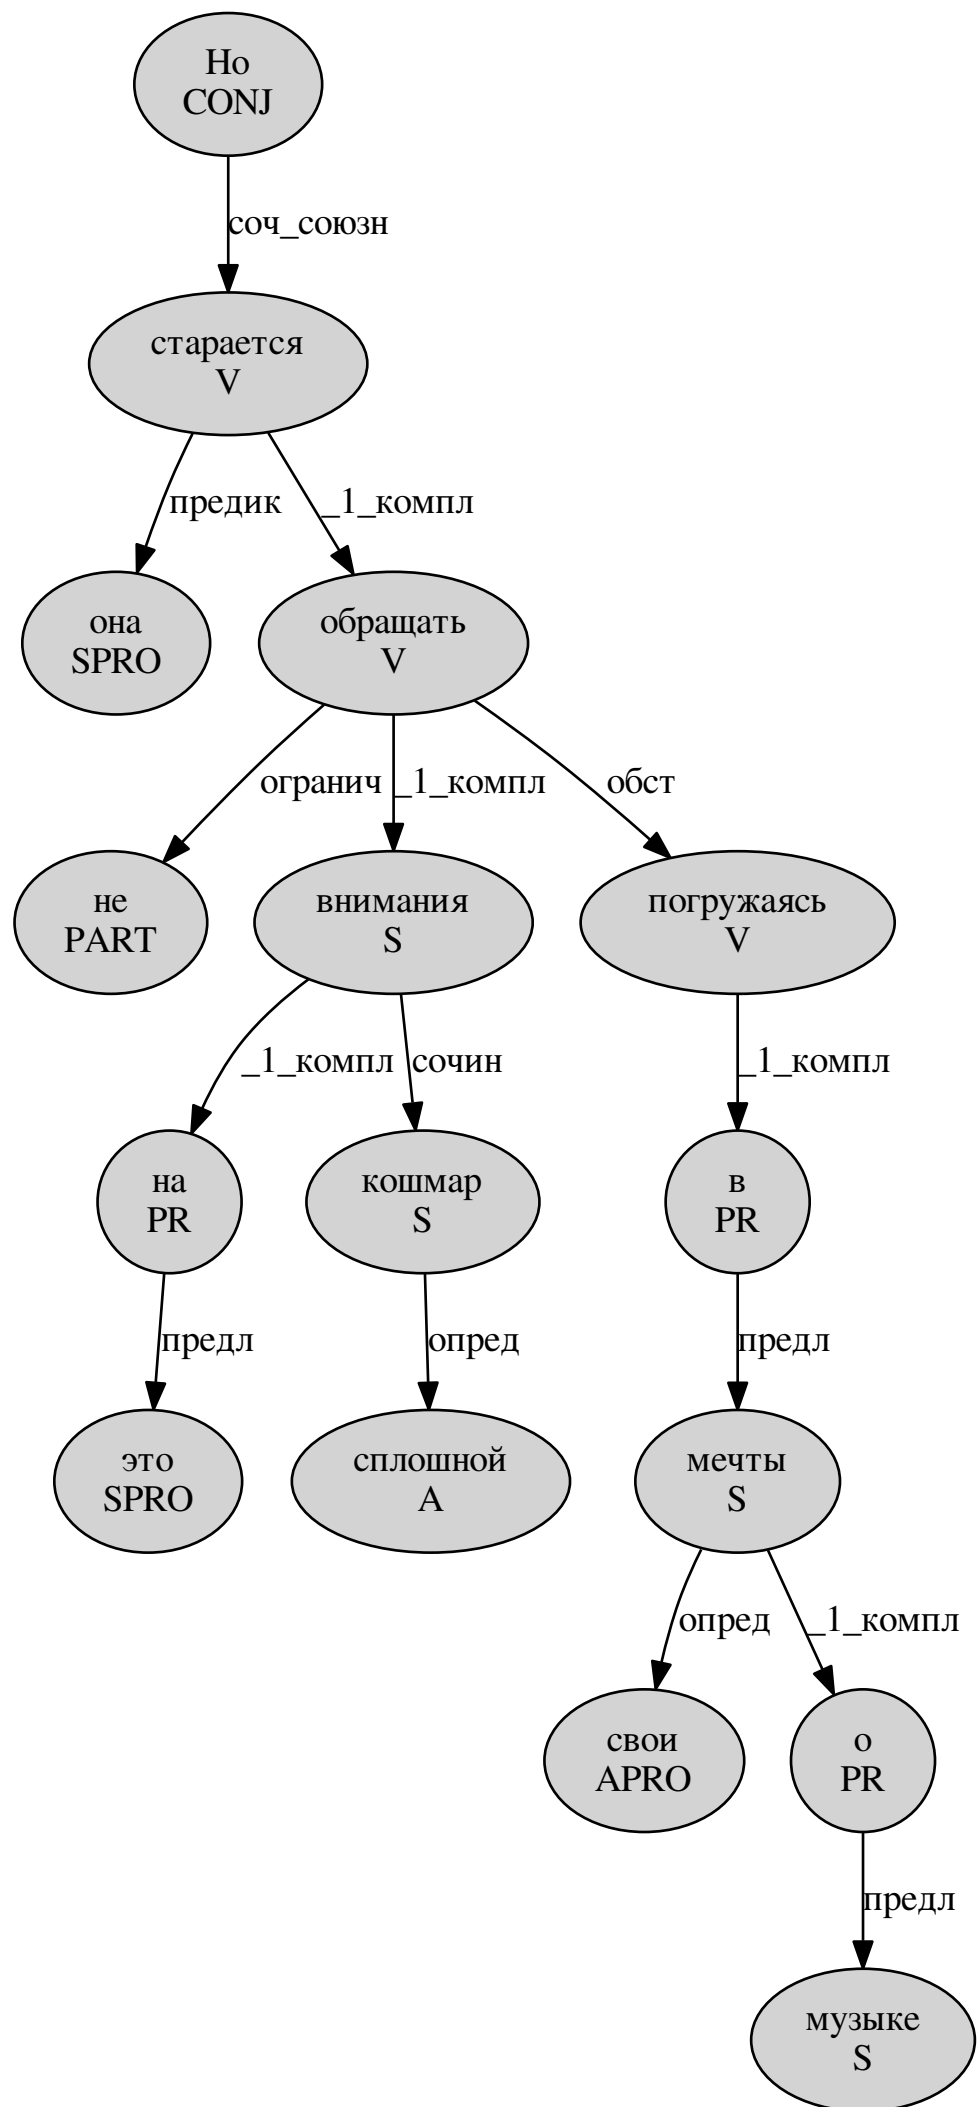 Но
CONJ
соч_союзн
старается
V
предик
_1_компл
она
SPRO
обращать
V
огранич
_1_компл
обст
не
PART
внимания
S
погружаясь
V
_1_компл
сочин
_1_компл
на
PR
кошмар
S
в
PR
предл
опред
предл
это
SPRO
сплошной
A
мечты
S
опред
_1_компл
свои
APRO
о
PR
предл
музыке
S